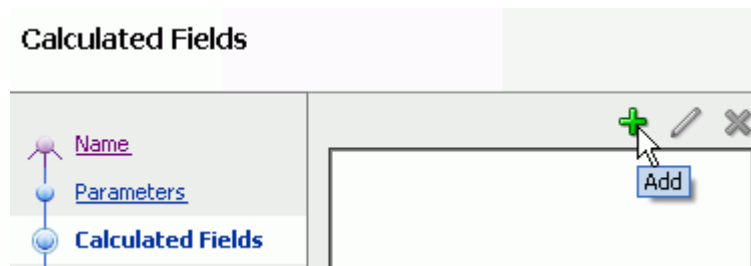 Calculated Fields
Name
Add
Parameters
Calculated Fields